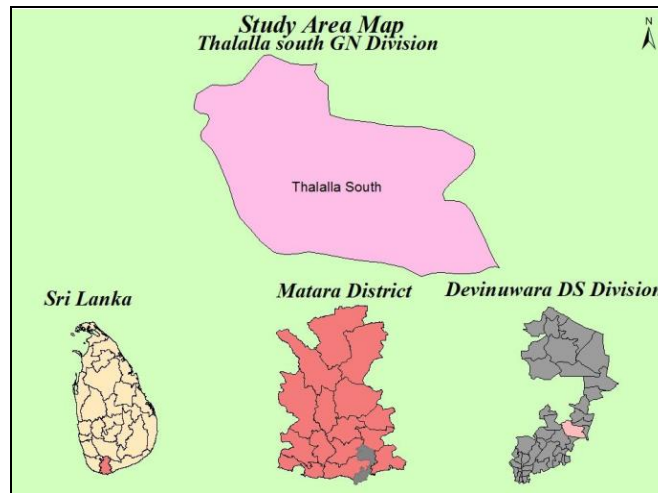 Study Area Map
Thalalla south GN Division
N
Thalalla South
Sri Lanka
Matara District
Devinuwara DS Division